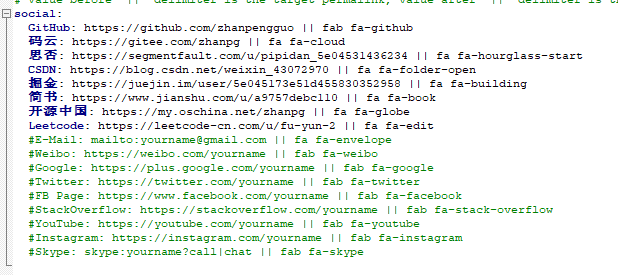 # Value before `||` delimiter is the target permalink, value after `||` delimiter is th
social:
GitHub: https://github.com/zhanpengguo || fab fa-github
码云: https://gitee.com/zhanpg || fa fa-cloud
思否: https://segmentfault.com/u/pipidan_5e04531436234 || fa fa-hourglass-start
CSDN: https://blog.csdn.net/weixin_43072970 || fa fa-folder-open
掘金: https://juejin.im/user/5e045173e51d455830352958 || fa fa-building
简书: https://www.jianshu.com/u/a9757debc110 || fa fa-book
开源中国: https://my.oschina.net/zhanpg || fa fa-globe
Leetcode: https://leetcode-cn.com/u/fu-yun-2 || fa fa-edit
#E-Mail: mailto:yourname@gmail.com || fa fa-envelope
#Weibo: https://weibo.com/yourname || fab fa-weibo
#Google: https://plus.google.com/yourname || fab fa-google
#Twitter: https://twitter.com/yourname || fab fa-twitter
#FB Page: https://www.facebook.com/yourname || fab fa-facebook
#StackOverflow: https://stackoverflow.com/yourname || fab fa-stack-overflow
#YouTube: https://youtube.com/yourname || fab fa-youtube
#Instagram: https://instagram.com/yourname || fab fa-instagram
#Skype: skype:yourname?call|chat || fab fa-skype